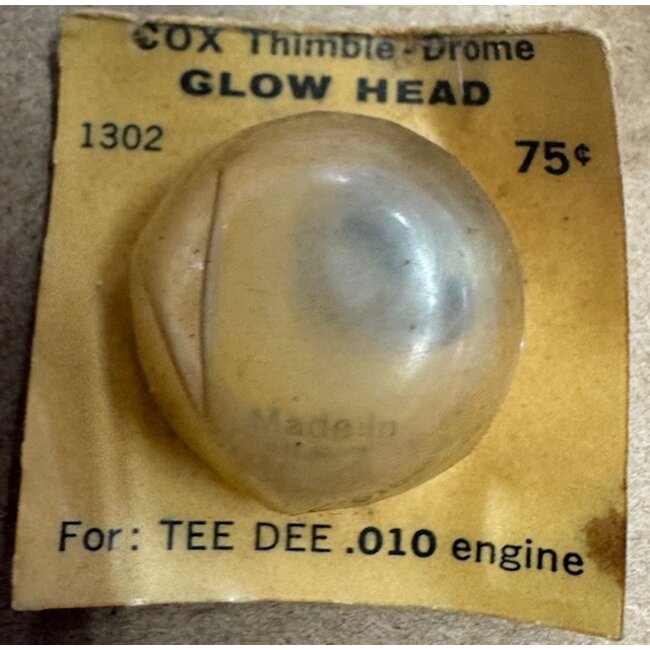 COX Thimble-Drome
GLOW HEAD
1302
75¢
Made in
For: TEE DEE .010 engine